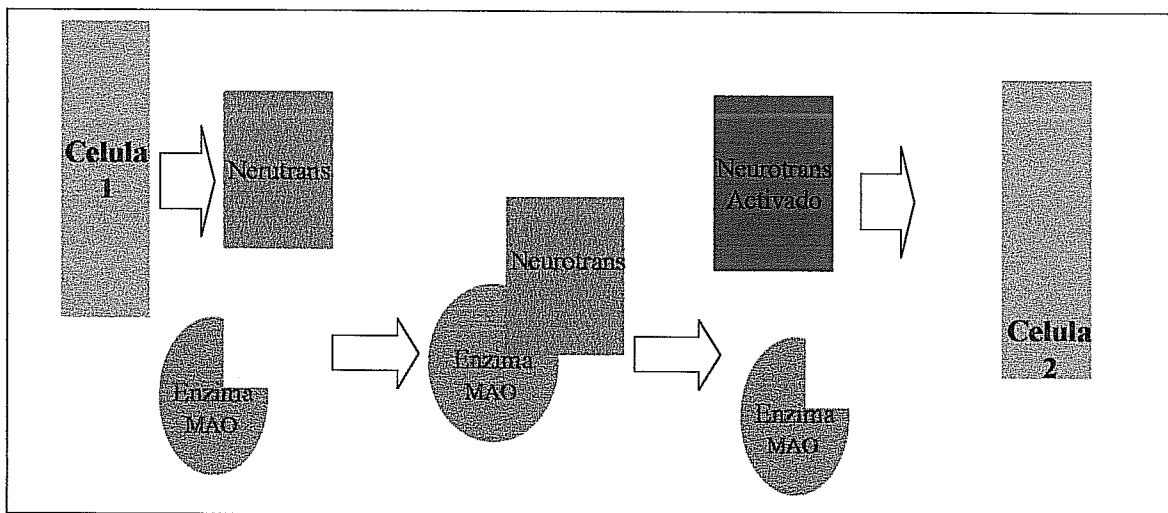 Celula
1
Nerutrans
Enzima
MAO
Neurotrans
Enzima
MAO
Neurotrans
Activado
Enzima
MAO
Celula
2